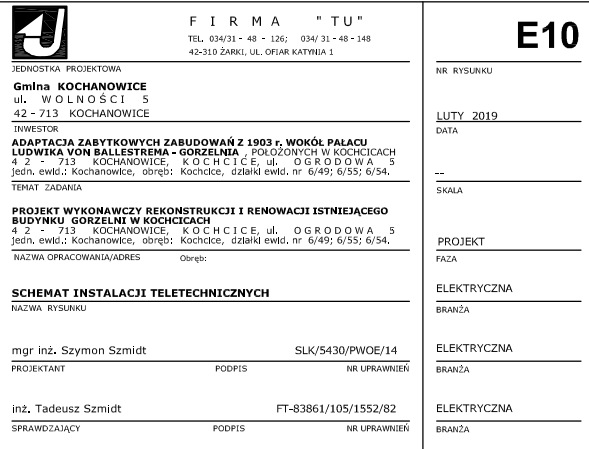 F I R M A " T U "
TEL. 034/31 - 48 - 126; 034/ 31 - 48 - 148
42-310 ŻARKI, UL. OFIAR KATYNIA 1
JEDNOSTKA PROJEKTOWA
Gmina KOCHANOWICE
ul. W O L N O Ś C I 5
42 - 713 KOCHANOWICE
INWESTOR
ADAPTACJA ZABYTKOWYCH ZABUDOWAŃ Z 1903 r. WOKÓŁ PAŁACU
LUDWIKA VON BALLESTREMA - GORZELNIA , POŁOŻONYCH W KOCHCICACH
4 2 - 713 KOCHANOWICE, K O C H C I C E, ul. O G R O D O W A 5
jedn. ewid.: Kochanowice, obręb: Kochcice, działki ewid. nr 6/49; 6/55; 6/54.
TEMAT ZADANIA
PROJEKT WYKONAWCZY REKONSTRUKCJI I RENOWACJI ISTNIEJĄCEGO
BUDYNKU GORZELNI W KOCHCICACH
4 2 - 713 KOCHANOWICE, K O C H C I C E, ul. O G R O D O W A 5
jedn. ewid.: Kochanowice, obręb: Kochcice, działki ewid. nr 6/49; 6/55; 6/54.
NAZWA OPRACOWANIA/ADRES Obręb:
SCHEMAT INSTALACJI TELETECHNICZNYCH
NAZWA RYSUNKU
mgr inż. Szymon Szmidt SLK/5430/PWOE/14
PROJEKTANT PODPIS NR UPRAWNIEŃ
inż. Tadeusz Szmidt FT-83861/105/1552/82
SPRAWDZAJĄCY PODPIS NR UPRAWNIEŃ
E10
NR RYSUNKU
LUTY 2019
DATA
--
SKALA
PROJEKT
FAZA
ELEKTRYCZNA
BRANŻA
ELEKTRYCZNA
BRANŻA
ELEKTRYCZNA
BRANŻA